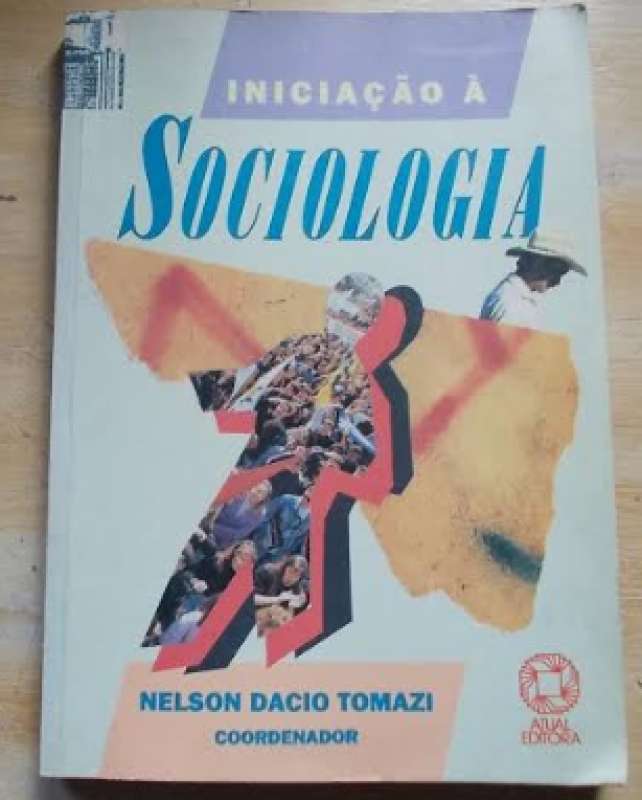 INICIAÇÃO À
SOCIOLOGIA
NELSON DACIO TOMAZI
COORDENADOR
ATUAL
EDITORA